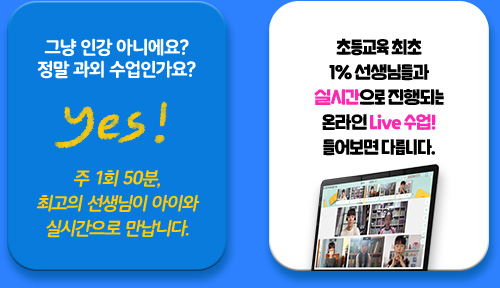 그냥 인강 아니에요?
정말 과외 수업인가요?
yes!
주 1회 50분,
최고의 선생님이 아이와
실시간으로 만납니다.
초등교육 최초
1% 선생님들과
실시간으로 진행되는
온라인 Live 수업!
들어보면 다릅니다.